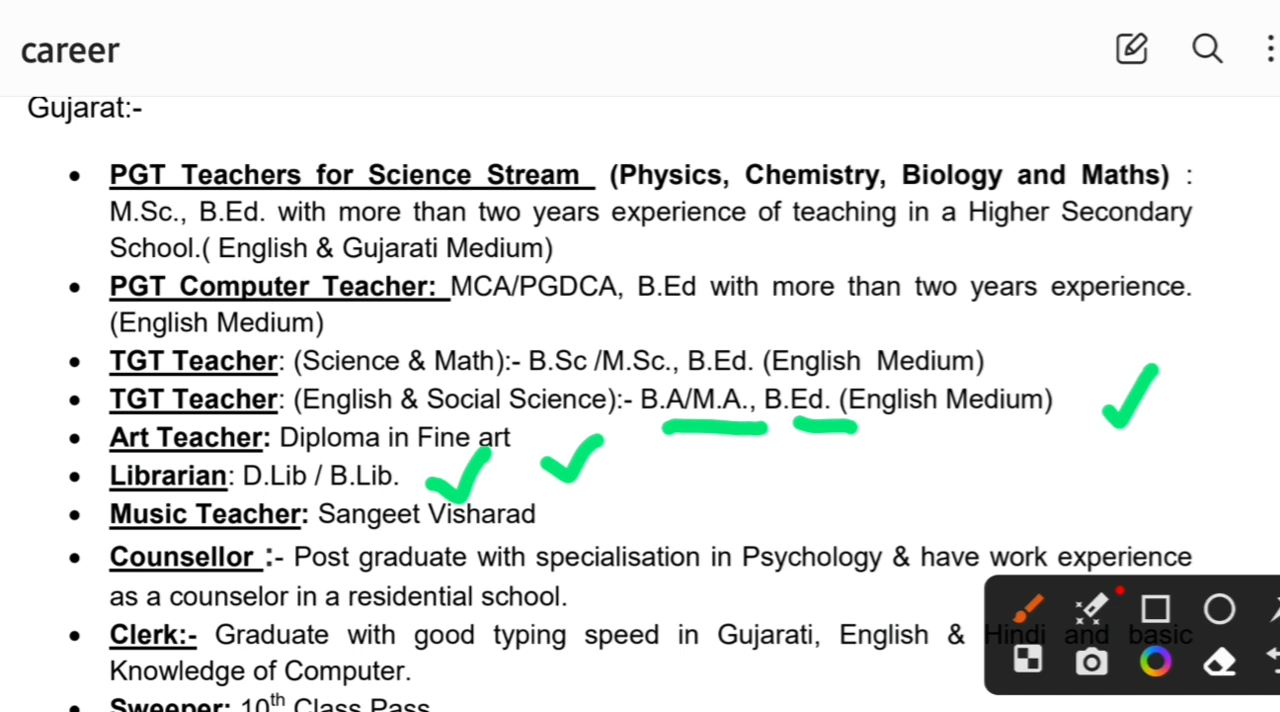 career
Gujarat:-
• PGT Teachers for Science Stream (Physics, Chemistry, Biology and Maths) :
M.Sc., B.Ed. with more than two years experience of teaching in a Higher Secondary
School.( English & Gujarati Medium)
• PGT Computer Teacher: MCA/PGDCA, B.Ed with more than two years experience.
(English Medium)
• TGT Teacher: (Science & Math):- B.Sc /M.Sc., B.Ed. (English Medium)
• TGT Teacher: (English & Social Science):- B.A/M.A., B.Ed. (English Medium)
• Art Teacher: Diploma in Fine art
• Librarian: D.Lib / B.Lib.
• Music Teacher: Sangeet Visharad
• Counsellor :- Post graduate with specialisation in Psychology & have work experience
as a counselor in a residential school.
• Clerk:- Graduate with good typing speed in Gujarati, English & Hindi and basic
Knowledge of Computer.
• Sweeper: 10th Class Pass